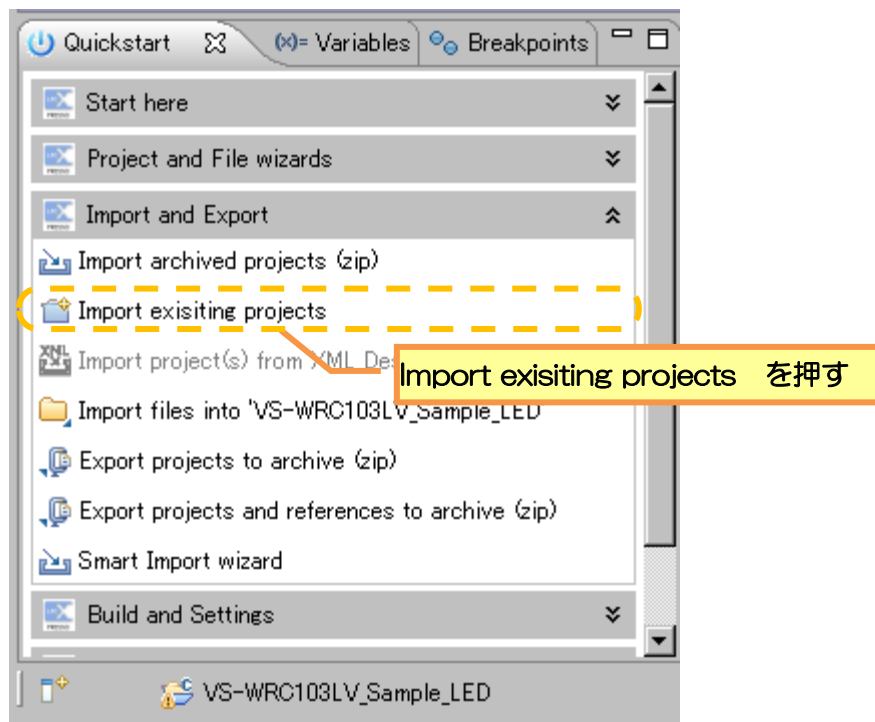 Quickstart (x)= Variables Breakpoints
Start here
Project and File wizards
Import and Export
Import archived projects (zip)
Import exisiting projects
Import project(s) from XML De
Import exisiting projects を押す
Import files into 'VS-WRC103LV_Sample_LED'
Export projects to archive (zip)
Export projects and references to archive (zip)
Smart Import wizard
Build and Settings
VS-WRC103LV_Sample_LED